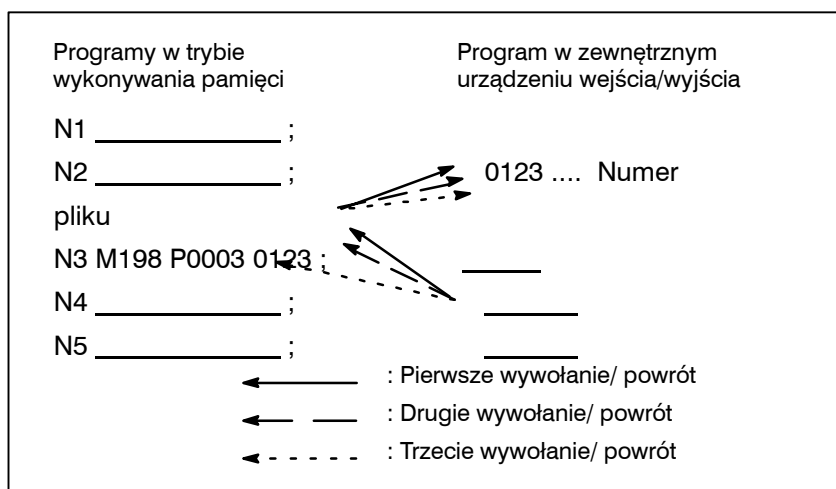 Programy w trybie
wykonywania pamięci
Program w zewnętrznym
urządzeniu wejścia/wyjścia
N1 ;
N2 ; 0123 .... Numer
pliku
N3 M198 P0003 0123 ;
N4 ;
N5 ;
: Pierwsze wywołanie/ powrót
: Drugie wywołanie/ powrót
: Trzecie wywołanie/ powrót